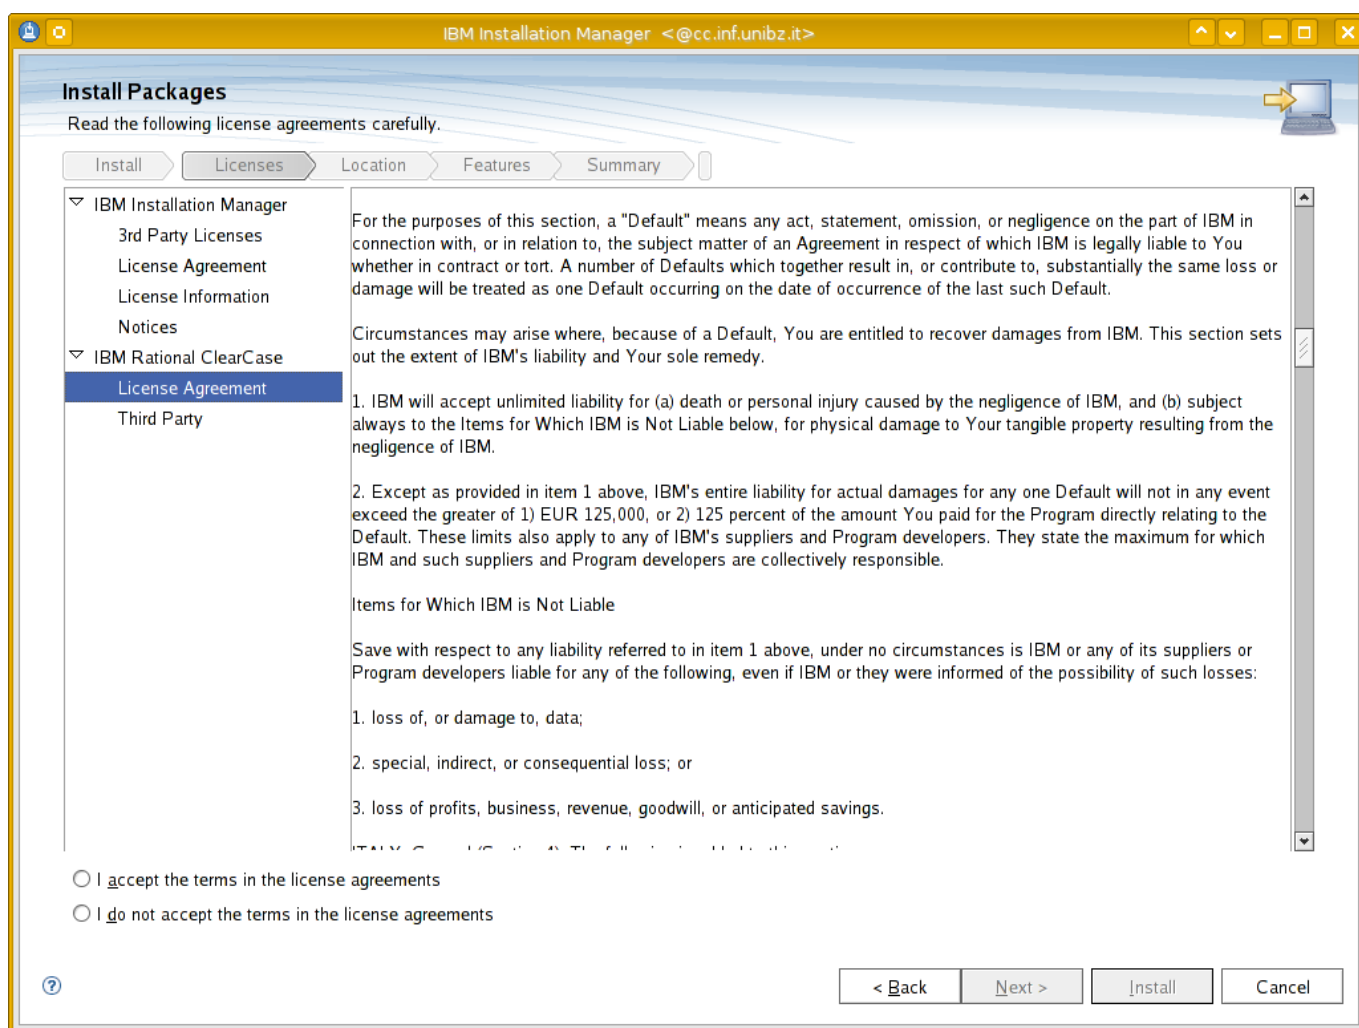 IBM Installation Manager <@cc.inf.unibz.it>
Install Packages
Read the following license agreements carefully.
Install
Licenses
Location
Features
Summary
IBM Installation Manager
3rd Party Licenses
License Agreement
License Information
Notices
IBM Rational ClearCase
License Agreement
Third Party
For the purposes of this section, a "Default" means any act, statement, omission, or negligence on the part of IBM in
connection with, or in relation to, the subject matter of an Agreement in respect of which IBM is legally liable to You
whether in contract or tort. A number of Defaults which together result in, or contribute to, substantially the same loss or
damage will be treated as one Default occurring on the date of occurrence of the last such Default.
Circumstances may arise where, because of a Default, You are entitled to recover damages from IBM. This section sets
out the extent of IBM's liability and Your sole remedy.
1. IBM will accept unlimited liability for (a) death or personal injury caused by the negligence of IBM, and (b) subject
always to the Items for Which IBM is Not Liable below, for physical damage to Your tangible property resulting from the
negligence of IBM.
2. Except as provided in item 1 above, IBM's entire liability for actual damages for any one Default will not in any event
exceed the greater of 1) EUR 125,000, or 2) 125 percent of the amount You paid for the Program directly relating to the
Default. These limits also apply to any of IBM's suppliers and Program developers. They state the maximum for which
IBM and such suppliers and Program developers are collectively responsible.
Items for Which IBM is Not Liable
Save with respect to any liability referred to in item 1 above, under no circumstances is IBM or any of its suppliers or
Program developers liable for any of the following, even if IBM or they were informed of the possibility of such losses:
1. loss of, or damage to, data;
2. special, indirect, or consequential loss; or
3. loss of profits, business, revenue, goodwill, or anticipated savings.
I accept the terms in the license agreements
I do not accept the terms in the license agreements
< Back
Next >
Install
Cancel